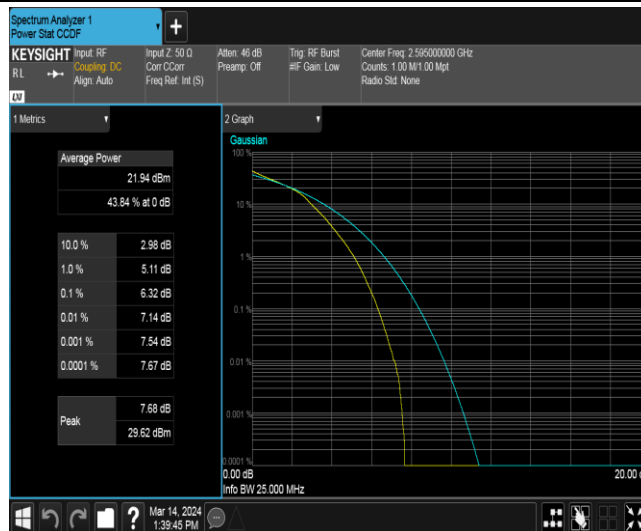 Spectrum Analyzer 1
Power Stat CCDF
+
KEYSIGHT
RL
Input: RF
Coupling: DC
Align: Auto
Input Z: 50 Ω
Corr CCorr
Freq Ref: Int (S)
Atten: 46 dB
Preamp: Off
Trig: RF Burst
#IF Gain: Low
Center Freq: 2.595000000 GHz
Counts: 1.00 M/1.00 Mpt
Radio Std: None
1 Metrics
Average Power
21.94 dBm
43.84 % at 0 dB
10.0 % 2.98 dB
1.0 % 5.11 dB
0.1 % 6.32 dB
0.01 % 7.14 dB
0.001 % 7.54 dB
0.0001 % 7.67 dB
Peak
7.68 dB
29.62 dBm
2 Graph
Gaussian
100 %
10 %
1 %
0.1 %
0.01 %
0.001 %
0.0001 %
0.00 dB
20.00
Info BW 25.000 MHz
?
Mar 14, 2024
1:39:45 PM